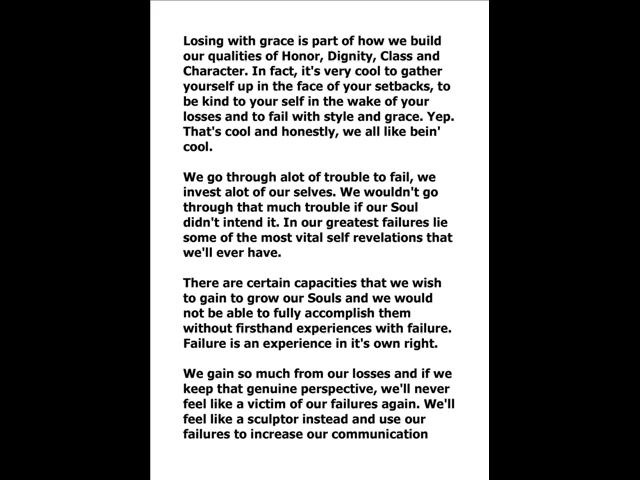 Losing with grace is part of how we build
our qualities of Honor, Dignity, Class and
Character. In fact, it's very cool to gather
yourself up in the face of your setbacks, to
be kind to your self in the wake of your
losses and to fail with style and grace. Yep.
That's cool and honestly, we all like bein'
cool.
We go through alot of trouble to fail, we
invest alot of our selves. We wouldn't go
through that much trouble if our Soul
didn't intend it. In our greatest failures lie
some of the most vital self revelations that
we'll ever have.
There are certain capacities that we wish
to gain to grow our Souls and we would
not be able to fully accomplish them
without firsthand experiences with failure.
Failure is an experience in it's own right.
We gain so much from our losses and if we
keep that genuine perspective, we'll never
feel like a victim of our failures again. We'll
feel like a sculptor instead and use our
failures to increase our communication